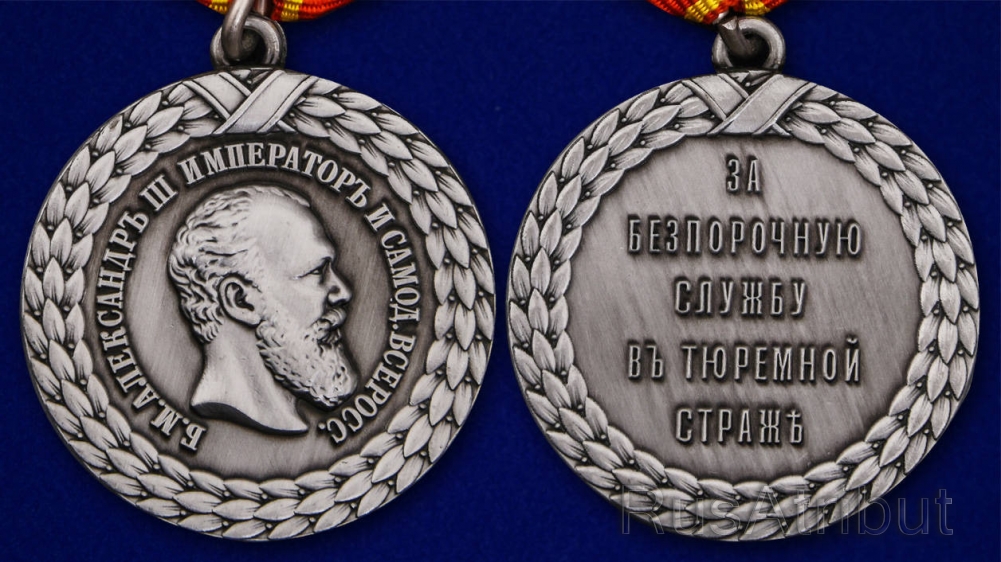 Б.М.АЛЕКСАНДРЪ III ИМПЕРАТОРЪ И САМОД.ВСЕРОСС.
ЗА
БЕЗПОРОЧНУЮ
СЛУЖБУ
ВЪ ТЮРЕМНОЙ
СТРАЖѢ
RusAtribut